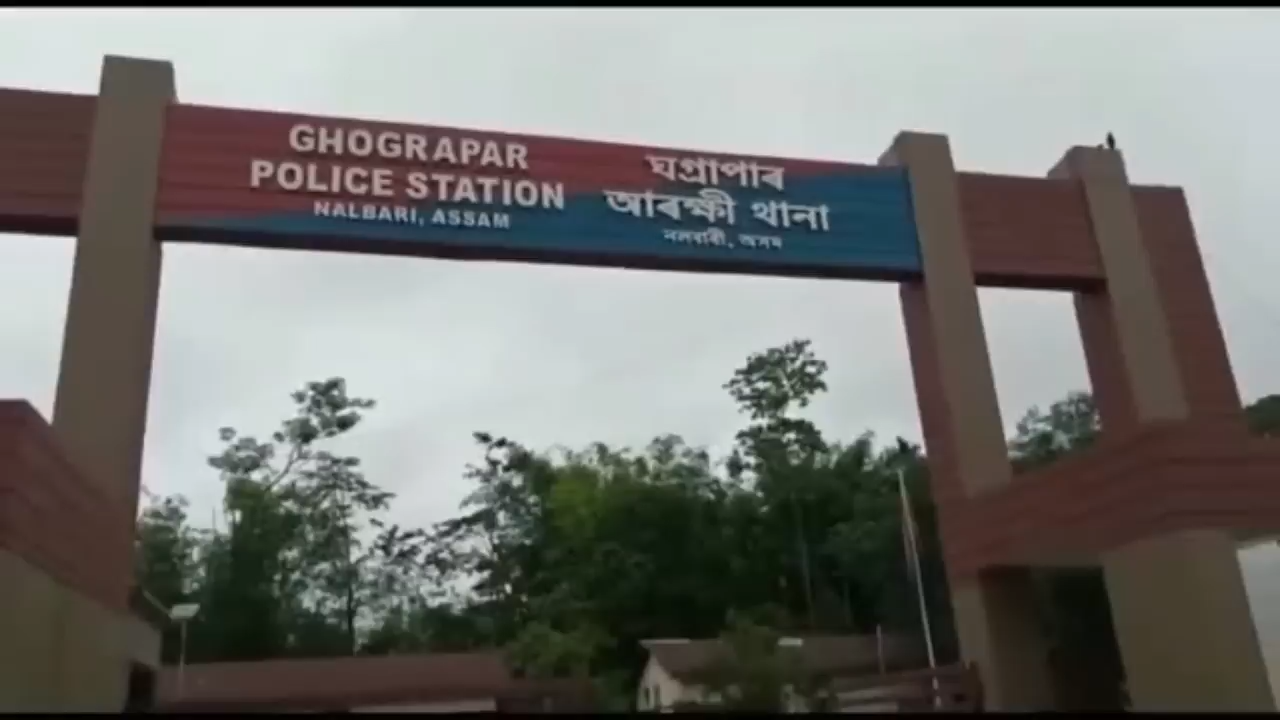 GHOGRAPAR
POLICE STATION
NALBARI, ASSAM
ঘগ্ৰাপাৰ
আৰক্ষী থানা
নলবাৰী, অসম